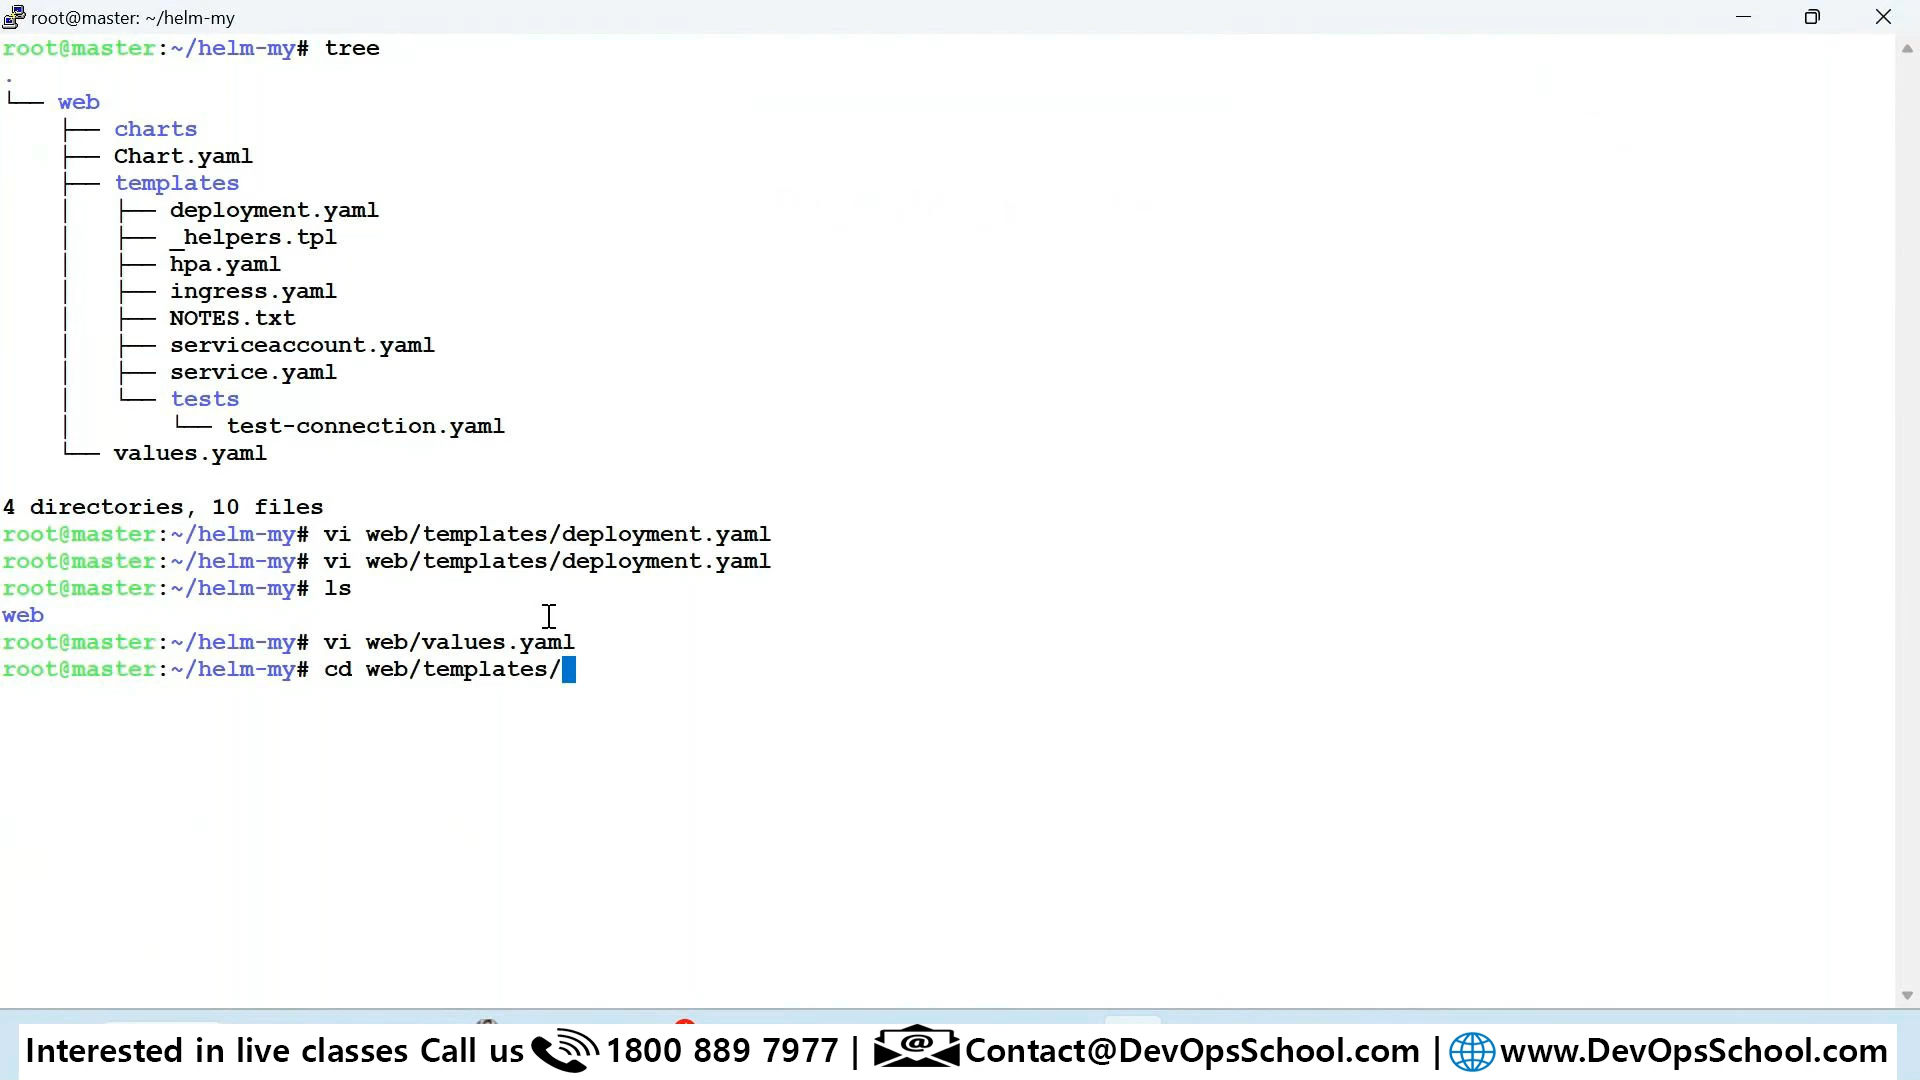 root@master: ~/helm-my
root@master:~/helm-my# tree
.
└── web
    ├── charts
    ├── Chart.yaml
    ├── templates
    │   ├── deployment.yaml
    │   ├── _helpers.tpl
    │   ├── hpa.yaml
    │   ├── ingress.yaml
    │   ├── NOTES.txt
    │   ├── serviceaccount.yaml
    │   ├── service.yaml
    │   └── tests
    │       └── test-connection.yaml
    └── values.yaml
4 directories, 10 files
root@master:~/helm-my# vi web/templates/deployment.yaml
root@master:~/helm-my# vi web/templates/deployment.yaml
root@master:~/helm-my# ls
web
root@master:~/helm-my# vi web/values.yaml
root@master:~/helm-my# cd web/templates/
Interested in live classes Call us 1800 889 7977 | Contact@DevOpsSchool.com | www.DevOpsSchool.com